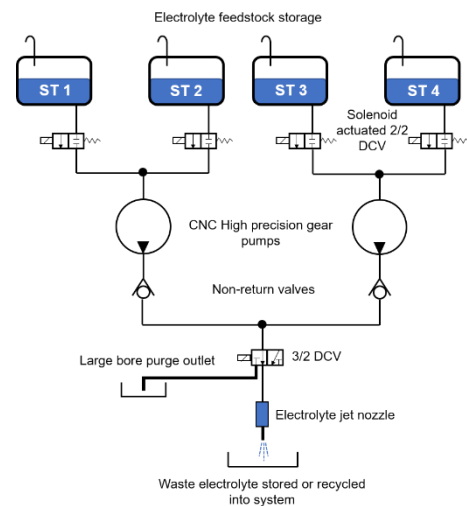 Electrolyte feedstock storage
ST 1
ST 2
ST 3
ST 4
Solenoid
actuated 2/2
DCV
CNC High precision gear
pumps
Non-return valves
3/2 DCV
Large bore purge outlet
Electrolyte jet nozzle
Waste electrolyte stored or recycled
into system